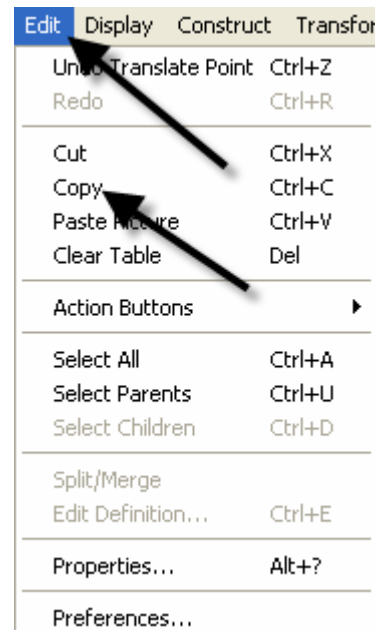 Edit Display Construct Transfor
Undo Translate Point Ctrl+Z
Redo Ctrl+R
Cut Ctrl+X
Copy Ctrl+C
Paste Picture Ctrl+V
Clear Table Del
Action Buttons
Select All Ctrl+A
Select Parents Ctrl+U
Select Children Ctrl+D
Split/Merge
Edit Definition... Ctrl+E
Properties... Alt+?
Preferences...